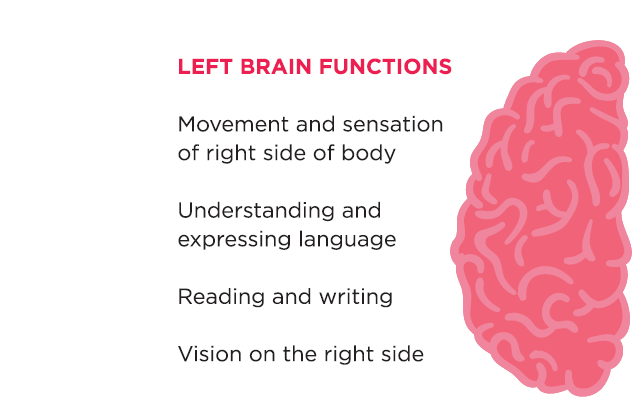 LEFT BRAIN FUNCTIONS
Movement and sensation
of right side of body
Understanding and
expressing language
Reading and writing
Vision on the right side